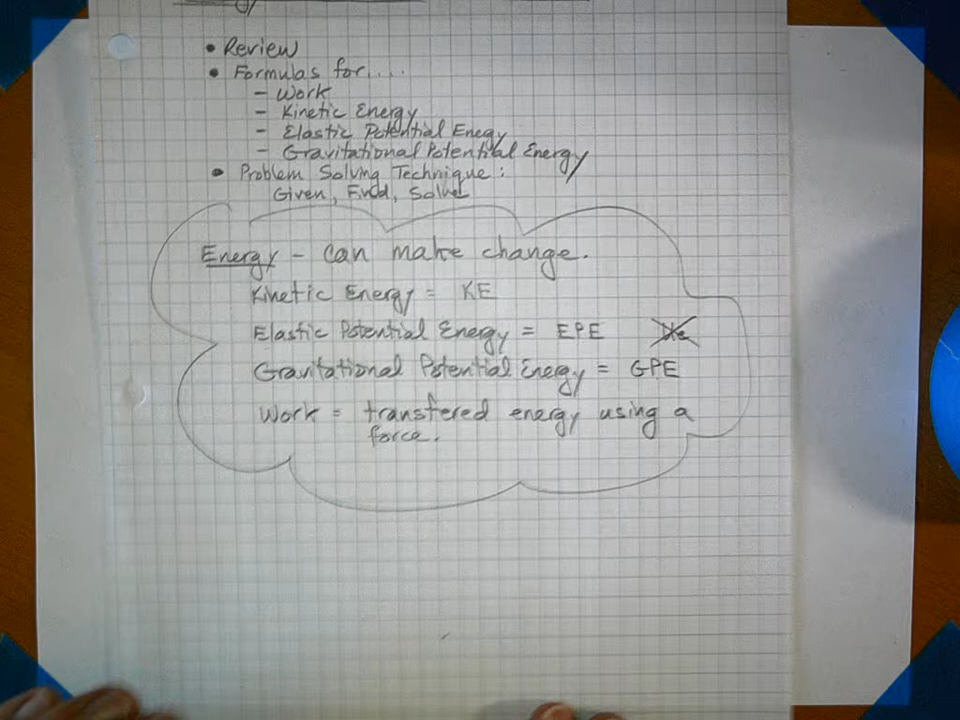 • Review
• Formulas for....
- Work
- Kinetic Energy
- Elastic Potential Enegy
- Gravitational Potential Energy
• Problem Solving Technique:
Given, Find, Solve
Energy - can make change.
Kinetic Energy = KE
Elastic Potential Energy = EPE
Gravitational Potential Energy = GPE
Work = transfered energy using a
force.